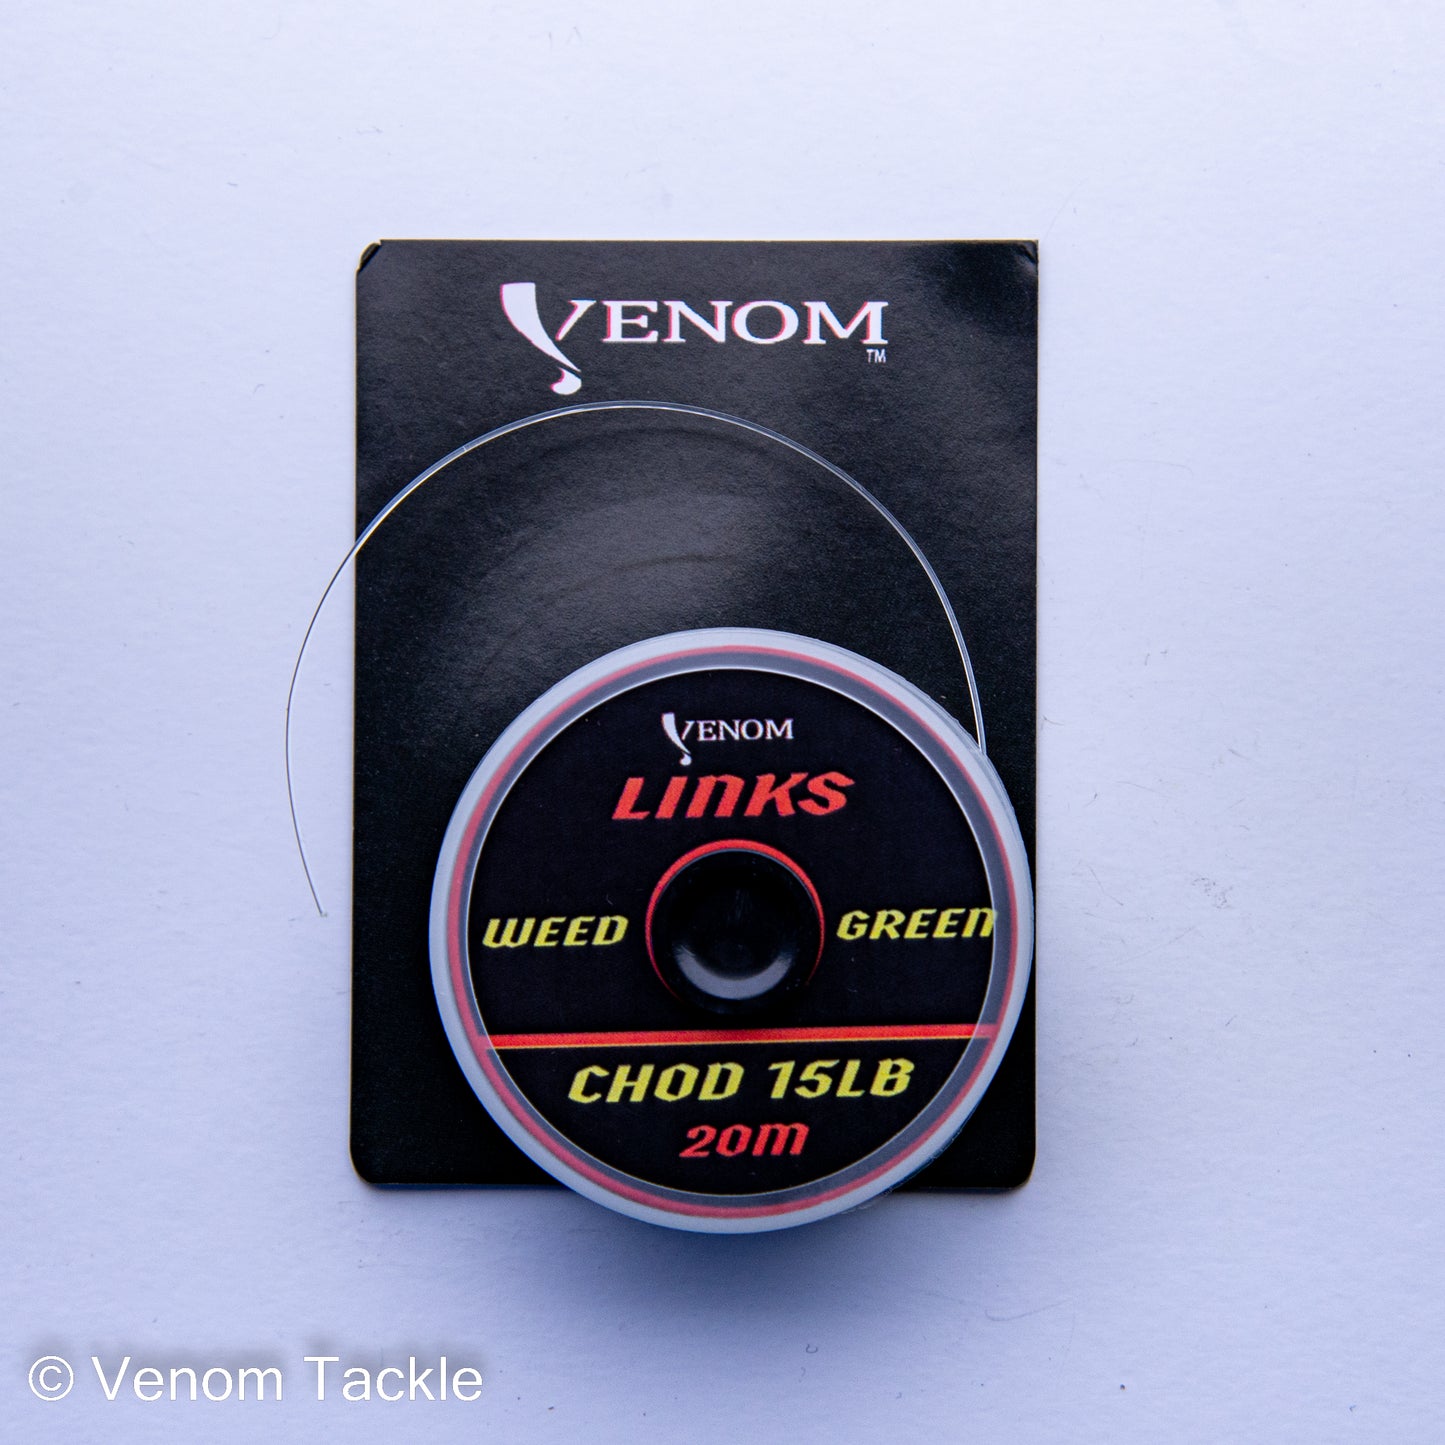 VENOM
TM
VENOM
LINKS
WEED GREEN
CHOD 15LB
20M
© Venom Tackle